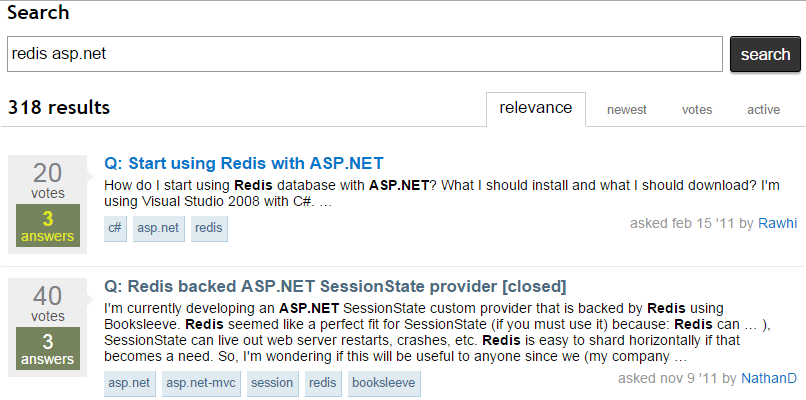 Search
redis asp.net
search
318 results
relevance newest votes active
20
votes
3
answers
Q: Start using Redis with ASP.NET
How do I start using Redis database with ASP.NET? What I should install and what I should download? I'm
using Visual Studio 2008 with C#. …
c# asp.net redis
asked feb 15 '11 by Rawhi
40
votes
3
answers
Q: Redis backed ASP.NET SessionState provider [closed]
I'm currently developing an ASP.NET SessionState custom provider that is backed by Redis using
Booksleeve. Redis seemed like a perfect fit for SessionState (if you must use it) because: Redis can … ),
SessionState can live out web server restarts, crashes, etc. Redis is easy to shard horizontally if that
becomes a need. So, I'm wondering if this will be useful to anyone since we (my company …
asp.net asp.net-mvc session redis booksleeve
asked nov 9 '11 by NathanD